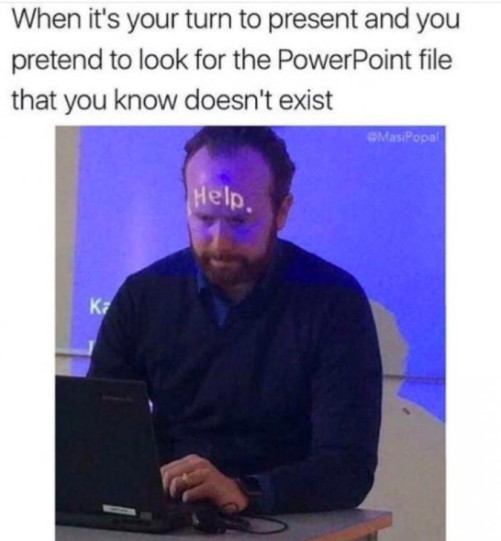 When it's your turn to present and you
pretend to look for the PowerPoint file
that you know doesn't exist
@MasiPopal
Help.
Ka